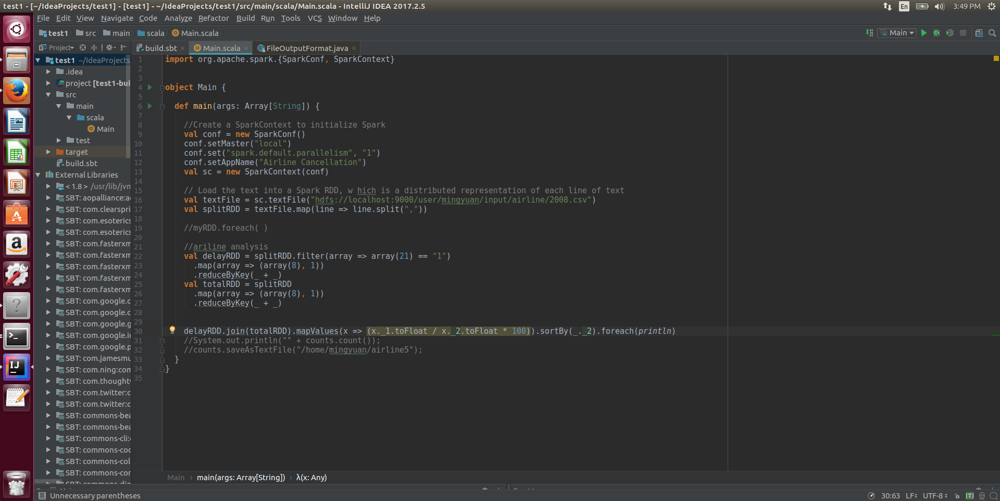 test1 - [~/IdeaProjects/test1] - [test1] - ~/IdeaProjects/test1/src/main/scala/Main.scala - IntelliJ IDEA 2017.2.5
En
3:49 PM
File Edit View Navigate Code Analyze Refactor Build Run Tools VCS Window Help
test1 src main scala Main.scala
Main
Project
build.sbt Main.scala FileOutputFormat.java
test1 ~/IdeaProjects
.idea
project [test1-bui
src
main
scala
Main
test
target
build.sbt
External Libraries
< 1.8 > /usr/lib/jvm
SBT: aopalliance:ao
SBT: com.clearspri
SBT: com.esoterics
SBT: com.esoterics
SBT: com.fasterxm
SBT: com.fasterxm
SBT: com.fasterxm
SBT: com.fasterxm
SBT: com.fasterxm
SBT: com.google.c
SBT: com.google.c
SBT: com.google.g
SBT: com.google.in
SBT: com.google.p
SBT: com.jamesmu
SBT: com.ning:com
SBT: com.thought
SBT: com.twitter:c
SBT: com.twitter:c
SBT: commons-bea
SBT: commons-bea
SBT: commons-cli:
SBT: commons-co
SBT: commons-col
SBT: commons-con
1 import org.apache.spark.{SparkConf, SparkContext}
2
3
4 object Main {
5
6 def main(args: Array[String]) {
7
8 //Create a SparkContext to initialize Spark
9 val conf = new SparkConf()
10 conf.setMaster("local")
11 conf.set("spark.default.parallelism", "1")
12 conf.setAppName("Airline Cancellation")
13 val sc = new SparkContext(conf)
14
15 // Load the text into a Spark RDD, w hich is a distributed representation of each line of text
16 val textFile = sc.textFile("hdfs://localhost:9000/user/mingyuan/input/airline/2008.csv")
17 val splitRDD = textFile.map(line => line.split(","))
18
19 //myRDD.foreach( )
20
21 //ariline analysis
22 val delayRDD = splitRDD.filter(array => array(21) == "1")
23 .map(array => (array(8), 1))
24 .reduceByKey(_ + _)
25 val totalRDD = splitRDD
26 .map(array => (array(8), 1))
27 .reduceByKey(_ + _)
28
29
30 delayRDD.join(totalRDD).mapValues(x => (x._1.toFloat / x._2.toFloat * 100)).sortBy(_._2).foreach(println)
31 //System.out.println("" + counts.count());
32 //counts.saveAsTextFile("/home/mingyuan/airline5");
33 }
34 }
35
Main › main(args: Array[String]) › λ(x: Any)
Unnecessary parentheses
30:63 LF UTF-8 [T]